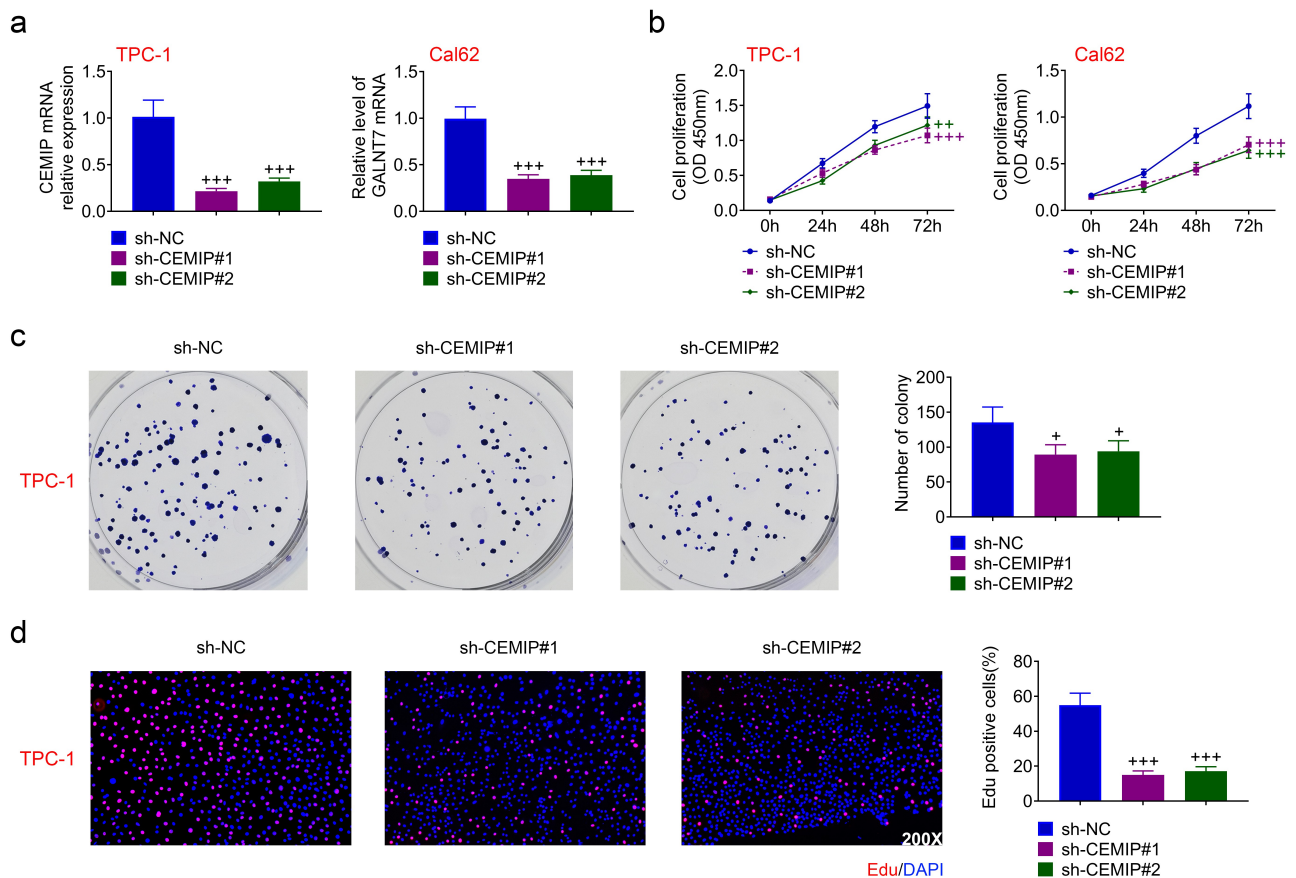 a
TPC-1
CEMIP mRNA
relative expression
1.5
1.0
0.5
0.0
+++
+++
sh-NC
sh-CEMIP#1
sh-CEMIP#2
Cal62
Relative level of
GALNT7 mRNA
1.5
1.0
0.5
0.0
+++
+++
sh-NC
sh-CEMIP#1
sh-CEMIP#2
b
TPC-1
Cell proliferation
(OD 450nm)
2.0
1.5
1.0
0.5
0.0
++
+++
0h 24h 48h 72h
sh-NC
sh-CEMIP#1
sh-CEMIP#2
Cal62
Cell proliferation
(OD 450nm)
1.5
1.0
0.5
0.0
+++
+++
0h 24h 48h 72h
sh-NC
sh-CEMIP#1
sh-CEMIP#2
c
sh-NC sh-CEMIP#1 sh-CEMIP#2
TPC-1
Number of colony
200
150
100
50
0
+
+
sh-NC
sh-CEMIP#1
sh-CEMIP#2
d
sh-NC sh-CEMIP#1 sh-CEMIP#2
TPC-1
200X
Edu/DAPI
Edu positive cells(%)
80
60
40
20
0
+++
+++
sh-NC
sh-CEMIP#1
sh-CEMIP#2